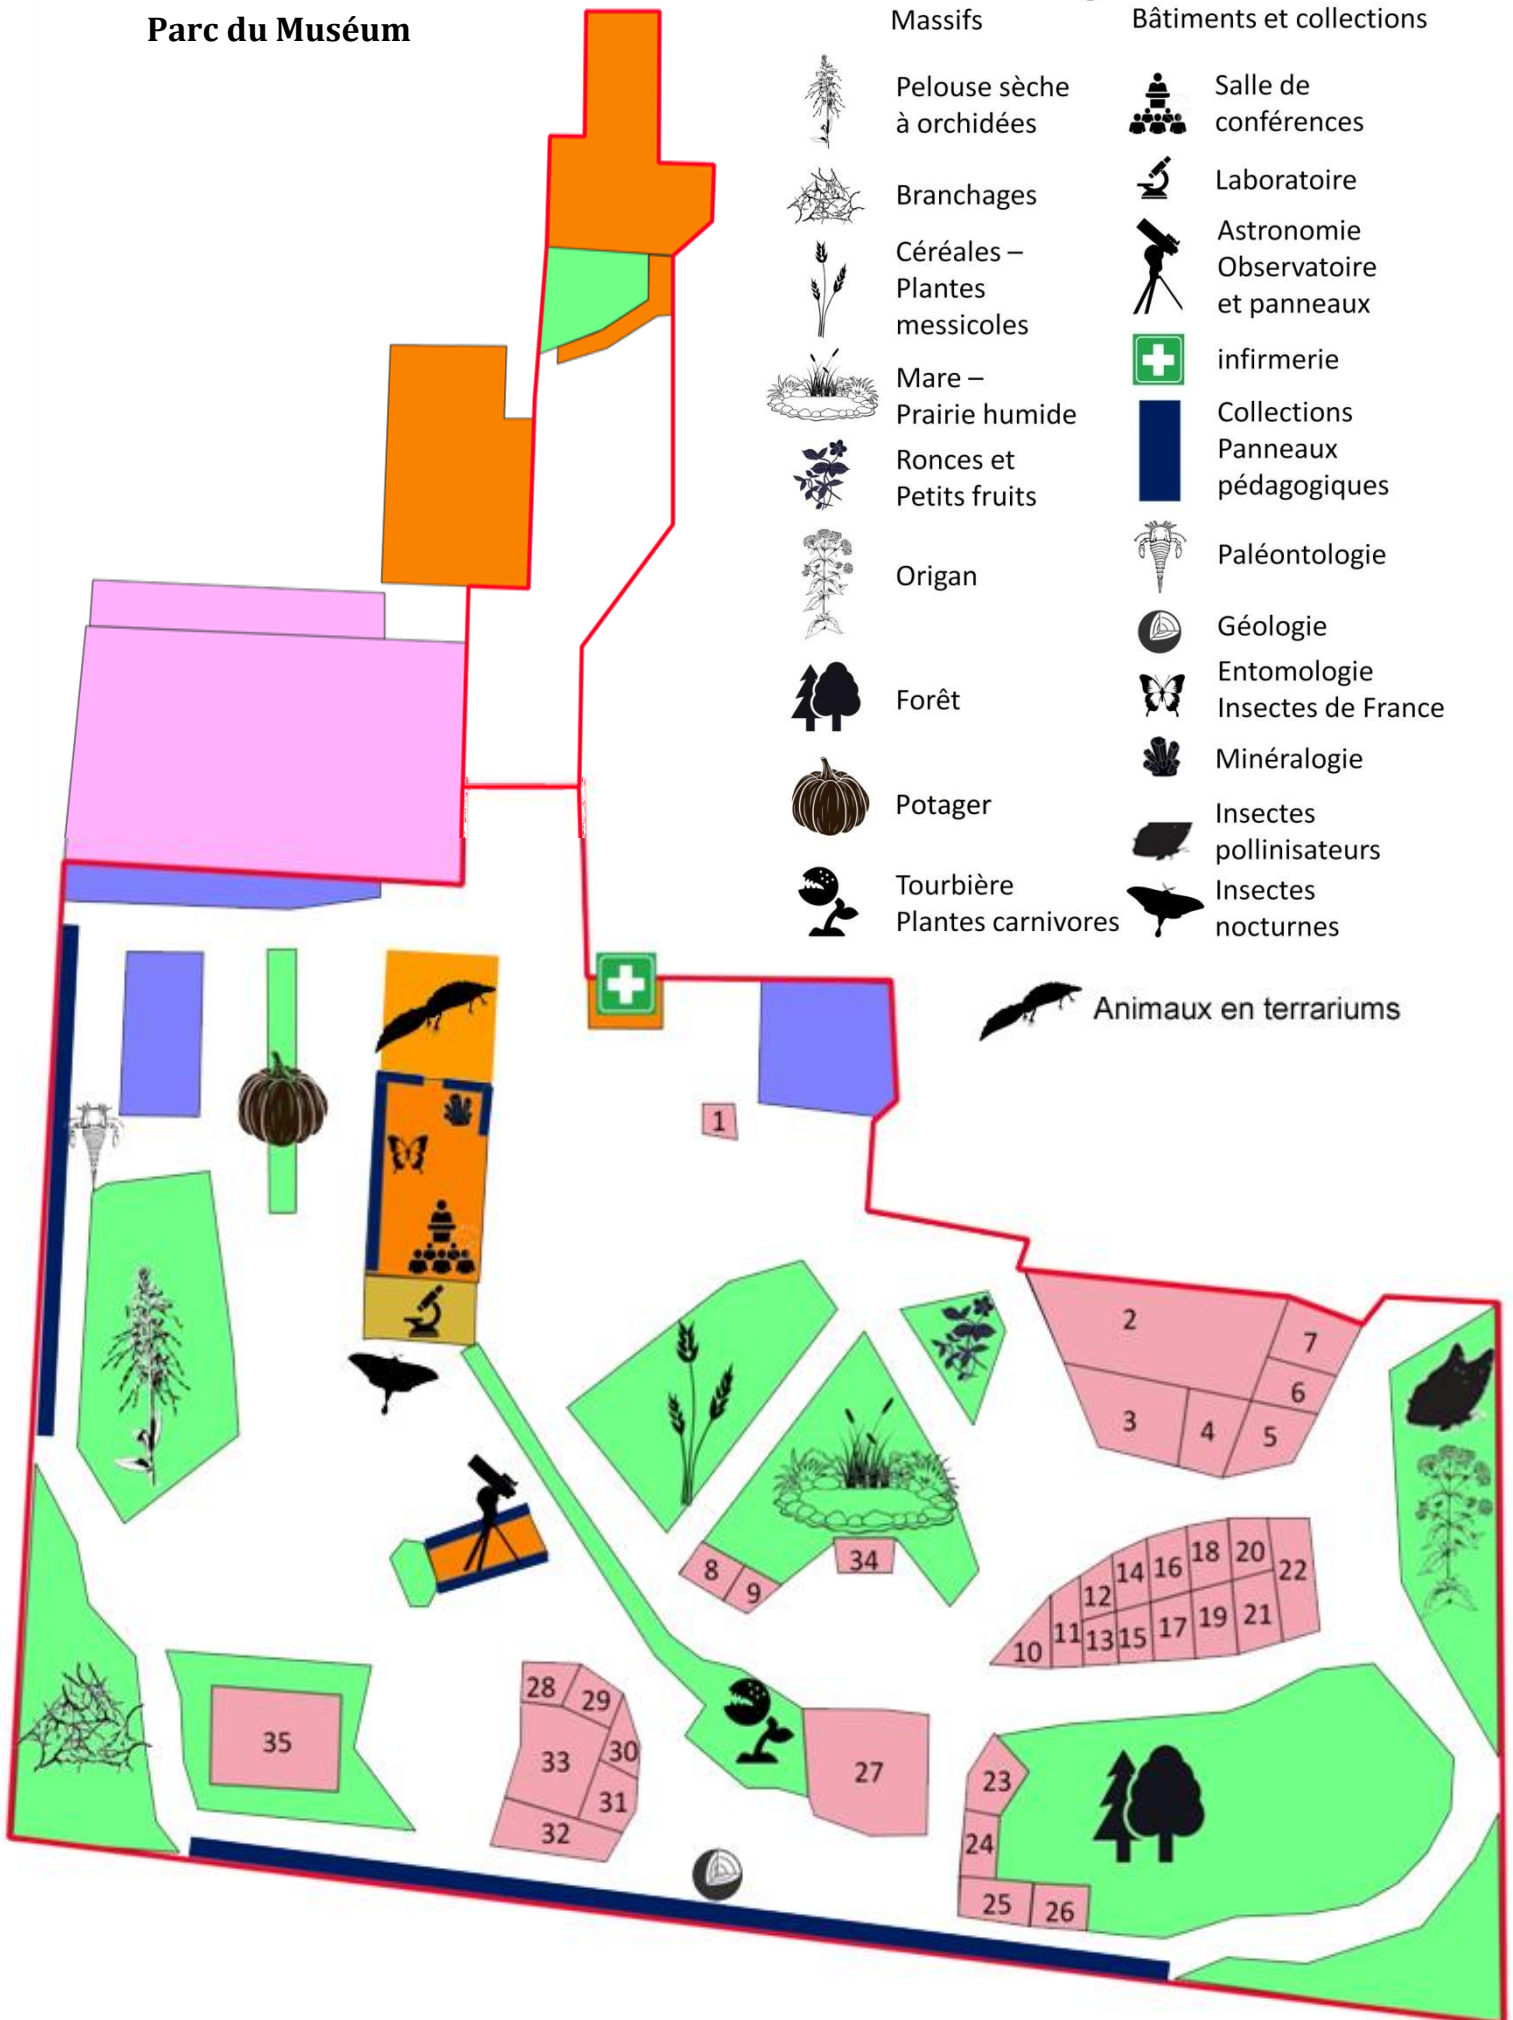 Parc du Muséum
Massifs
Pelouse sèche
à orchidées
Branchages
Céréales –
Plantes
messicoles
Mare –
Prairie humide
Ronces et
Petits fruits
Origan
Forêt
Potager
Tourbière
Plantes carnivores
Bâtiments et collections
Salle de
conférences
Laboratoire
Astronomie
Observatoire
et panneaux
infirmerie
Collections
Panneaux
pédagogiques
Paléontologie
Géologie
Entomologie
Insectes de France
Minéralogie
Insectes
pollinisateurs
Insectes
nocturnes
Animaux en terrariums
1
2
7
6
3
4
5
8
9
34
10
11
12
13
14
15
16
17
18
19
20
21
22
28
29
33
30
31
32
35
27
23
24
25
26